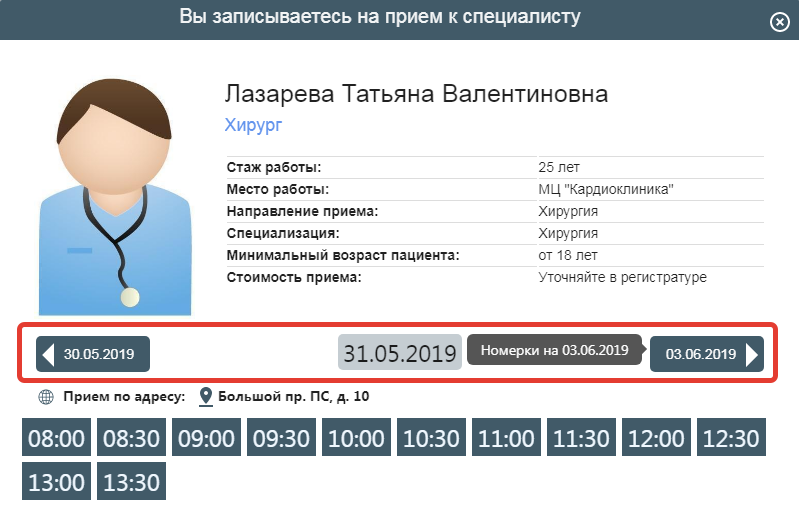 Вы записываетесь на прием к специалисту
Лазарева Татьяна Валентиновна
Хирург
Стаж работы: 25 лет
Место работы: МЦ "Кардиоклиника"
Направление приема: Хирургия
Специализация: Хирургия
Минимальный возраст пациента: от 18 лет
Стоимость приема: Уточняйте в регистратуре
30.05.2019 31.05.2019 Номерки на 03.06.2019 03.06.2019
Прием по адресу: Большой пр. ПС, д. 10
08:00 08:30 09:00 09:30 10:00 10:30 11:00 11:30 12:00 12:30
13:00 13:30